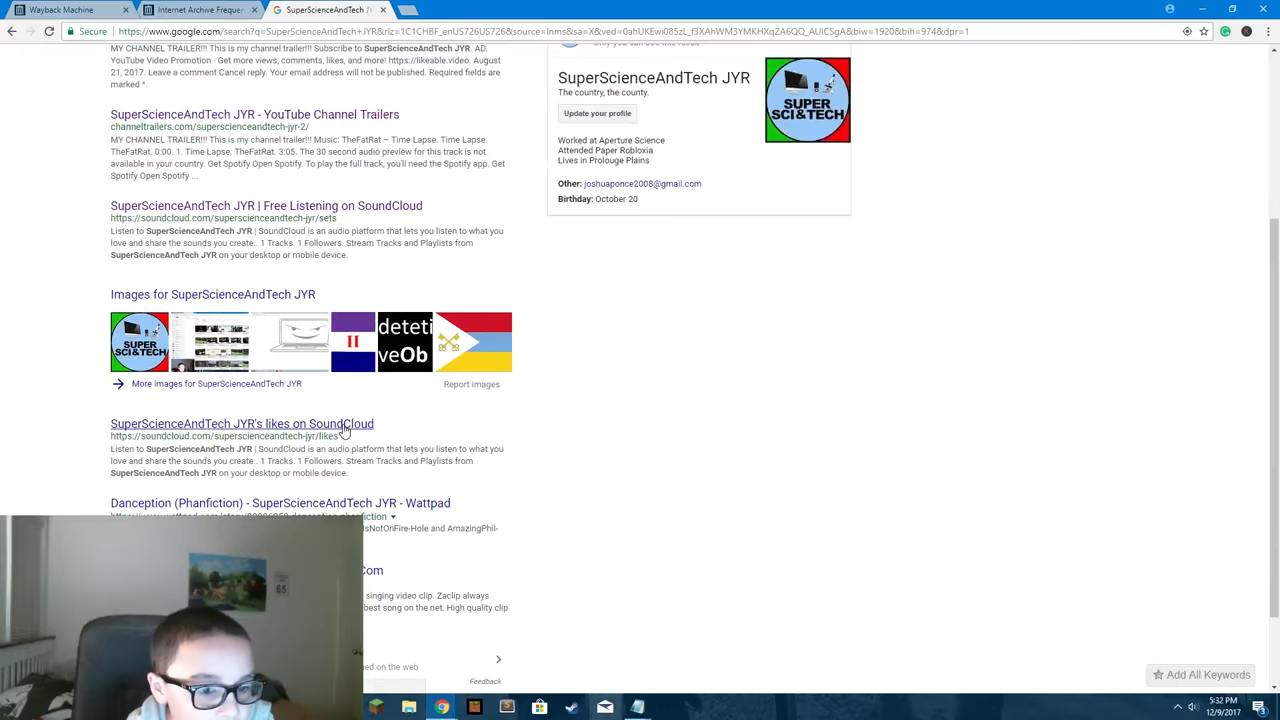 Wayback Machine
Internet Archive Frequen
SuperScienceAndTech JYR
Secure
https://www.google.com/search?q=SuperScienceAndTech+JYR&rlz=1C1CHBF_enUS726US726&source=lnms&sa=X&ved=0ahUKEwi085zL_f3XAhWM3YMKHXqZA6QQ_AUICSgA&biw=1920&bih=974&dpr=1
MY CHANNEL TRAILER!!! This is my channel trailer! Subscribe to SuperScienceAndTech JYR. AD.
YouTube Video Promotion · Get more views, comments, likes, and more! https://likeable.video. August
21, 2017. Leave a comment Cancel reply. Your email address will not be published. Required fields are
marked *.
SuperScienceAndTech JYR - YouTube Channel Trailers
channeltrailers.com/superscienceandtech-jyr-2/
MY CHANNEL TRAILER!!! This is my channel trailer! Music: TheFatRat – Time Lapse. Time Lapse.
TheFatRat. 0:00. 1. Time Lapse. TheFatRat. 3:05. The 30 second audio preview for this track is not
available in your country. Get Spotify Open Spotify. To play the full track, you'll need the Spotify app. Get
Spotify Open Spotify ...
SuperScienceAndTech JYR | Free Listening on SoundCloud
https://soundcloud.com/superscienceandtech-jyr/sets
Listen to SuperScienceAndTech JYR | SoundCloud is an audio platform that lets you listen to what you
love and share the sounds you create.. 1 Tracks. 1 Followers. Stream Tracks and Playlists from
SuperScienceAndTech JYR on your desktop or mobile device.
Images for SuperScienceAndTech JYR
SUPER
SCI&TECH
II
deteti
veOb
More images for SuperScienceAndTech JYR
Report images
SuperScienceAndTech JYR's likes on SoundCloud
https://soundcloud.com/superscienceandtech-jyr/likes
Listen to SuperScienceAndTech JYR | SoundCloud is an audio platform that lets you listen to what you
love and share the sounds you create.. 1 Tracks. 1 Followers. Stream Tracks and Playlists from
SuperScienceAndTech JYR on your desktop or mobile device.
Danception (Phanfiction) - SuperScienceAndTech JYR - Wattpad
isNotOnFire-Hole and AmazingPhil-
Com
singing video clip. Zaclip always
best song on the net. High quality clip
ed on the web
Feedback
SuperScienceAndTech JYR
The country, the county.
Update your profile
SUPER
SCI&TECH
Worked at Aperture Science
Attended Paper Robloxia
Lives in Prolouge Plains
Other: joshuaponce2008@gmail.com
Birthday: October 20
Add All Keywords
5:32 PM
12/9/2017